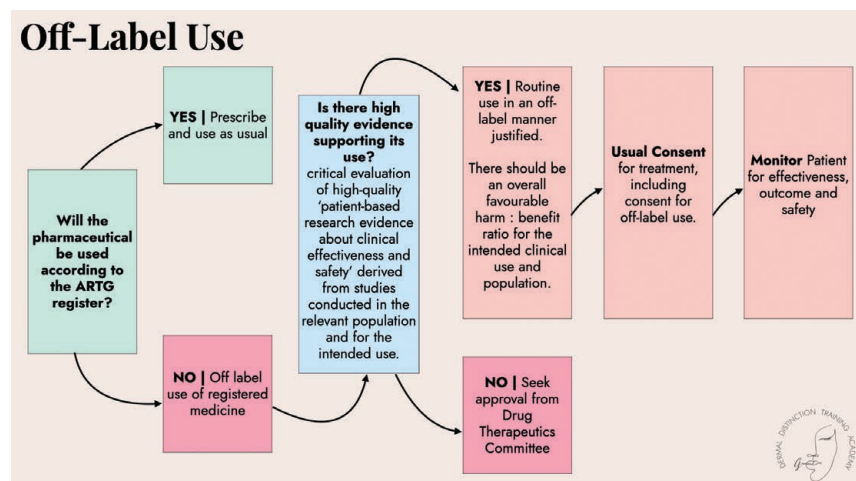 Off-Label Use
Will the
pharmaceutical
be used
according to
the ARTG
register?
YES | Prescribe
and use as usual
NO | Off label
use of registered
medicine
Is there high
quality evidence
supporting its
use?
critical evaluation
of high-quality
'patient-based
research evidence
about clinical
effectiveness and
safety' derived
from studies
conducted in the
relevant population
and for the
intended use.
YES | Routine
use in an off-
label manner
justified.
There should be
an overall
favourable
harm : benefit
ratio for the
intended clinical
use and
population.
NO | Seek
approval from
Drug
Therapeutics
Committee
Usual Consent
for treatment,
including
consent for
off-label use.
Monitor Patient
for effectiveness,
outcome and
safety
DERMAL DISTINCTION TRAINING ACADEMY